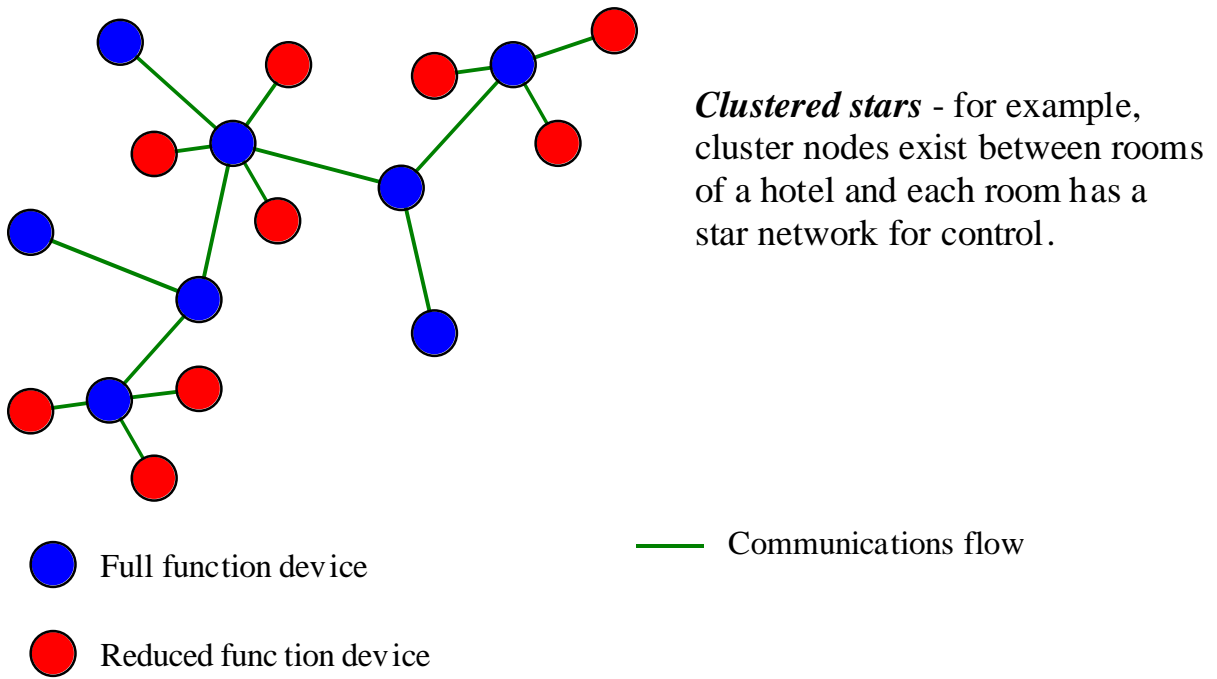 Clustered stars - for example,
cluster nodes exist between rooms
of a hotel and each room has a
star network for control.
Communications flow
Full function device
Reduced function device